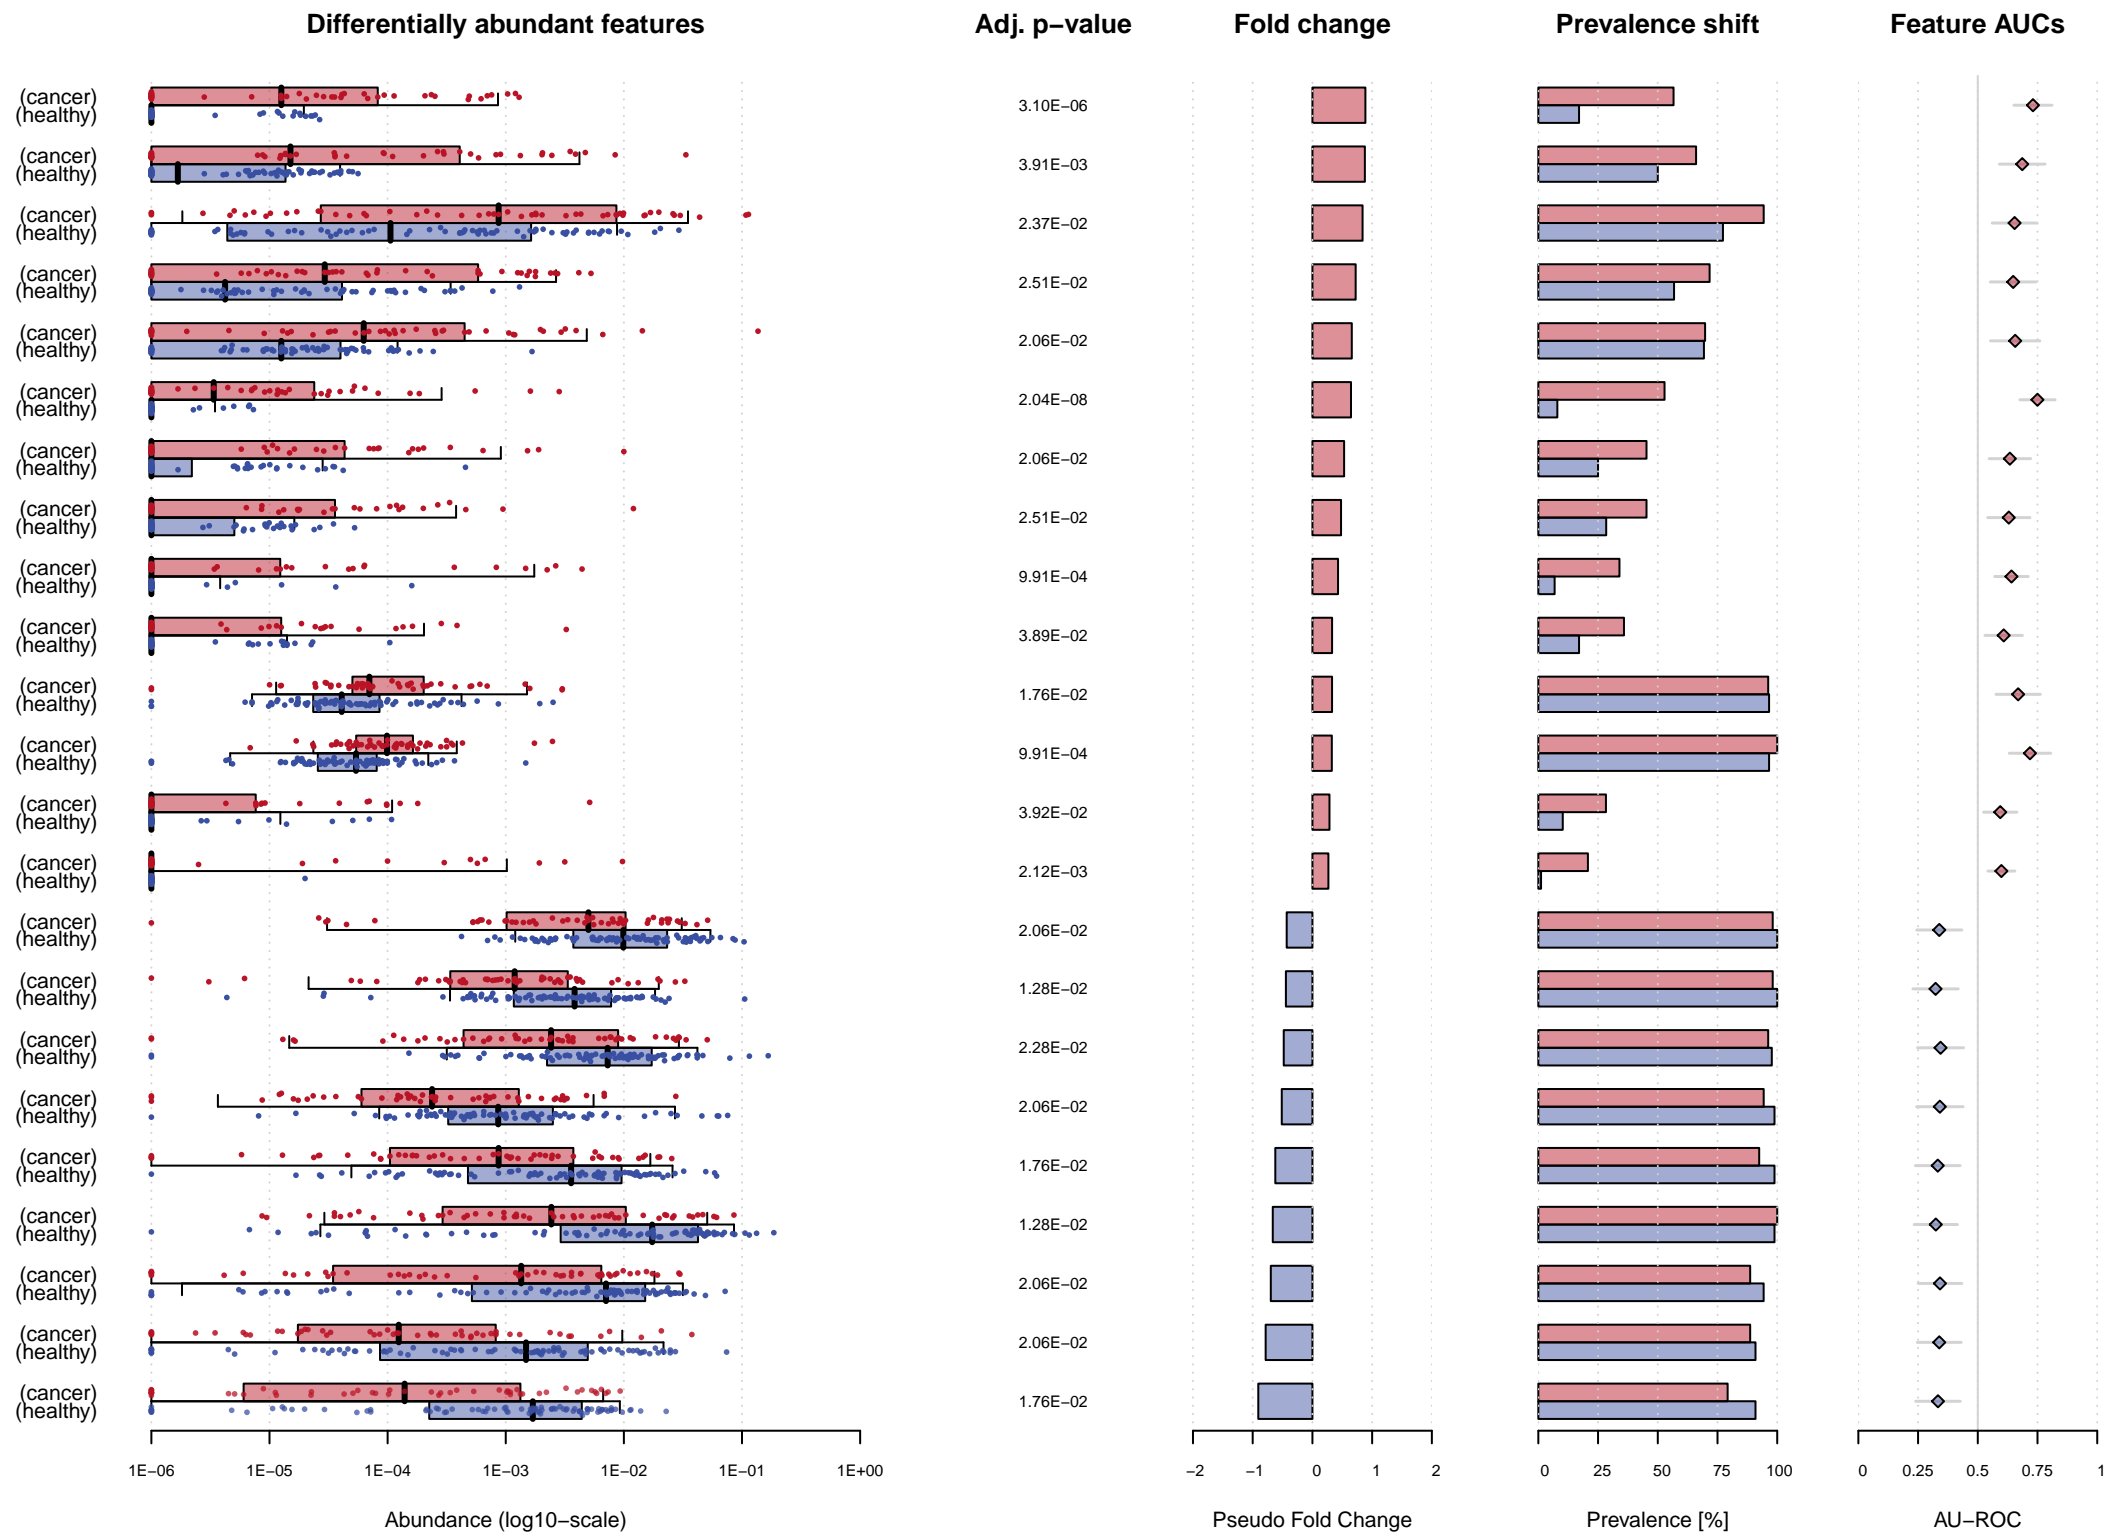 Differentially abundant features Adj. p−value Fold change Prevalence shift Feature AUCs
(cancer)
(healthy)
3.10E−06
(cancer)
(healthy)
3.91E−03
(cancer)
(healthy)
2.37E−02
(cancer)
(healthy)
2.51E−02
(cancer)
(healthy)
2.06E−02
(cancer)
(healthy)
2.04E−08
(cancer)
(healthy)
2.06E−02
(cancer)
(healthy)
2.51E−02
(cancer)
(healthy)
9.91E−04
(cancer)
(healthy)
3.89E−02
(cancer)
(healthy)
1.76E−02
(cancer)
(healthy)
9.91E−04
(cancer)
(healthy)
3.92E−02
(cancer)
(healthy)
2.12E−03
(cancer)
(healthy)
2.06E−02
(cancer)
(healthy)
1.28E−02
(cancer)
(healthy)
2.28E−02
(cancer)
(healthy)
2.06E−02
(cancer)
(healthy)
1.76E−02
(cancer)
(healthy)
1.28E−02
(cancer)
(healthy)
2.06E−02
(cancer)
(healthy)
2.06E−02
(cancer)
(healthy)
1.76E−02
1E−06 1E−05 1E−04 1E−03 1E−02 1E−01 1E+00 −2 −1 0 1 2 0 25 50 75 100 0 0.25 0.5 0.75 1
Abundance (log10−scale) Pseudo Fold Change Prevalence [%] AU−ROC